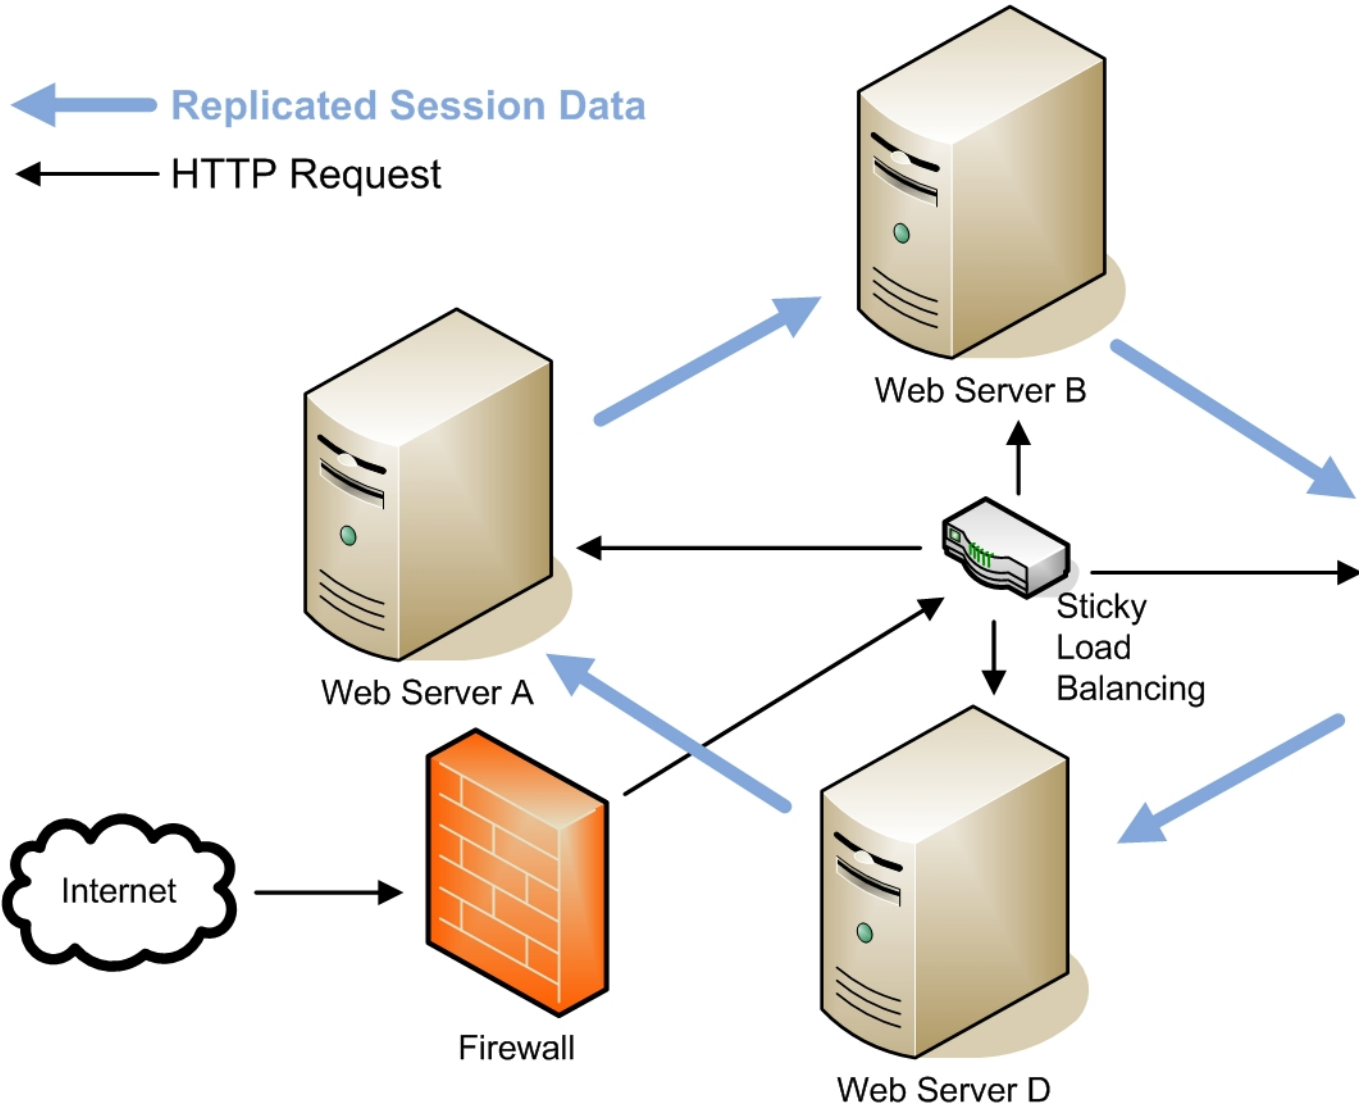 Replicated Session Data
HTTP Request
Web Server B
Sticky
Load
Balancing
Web Server A
Internet
Firewall
Web Server D